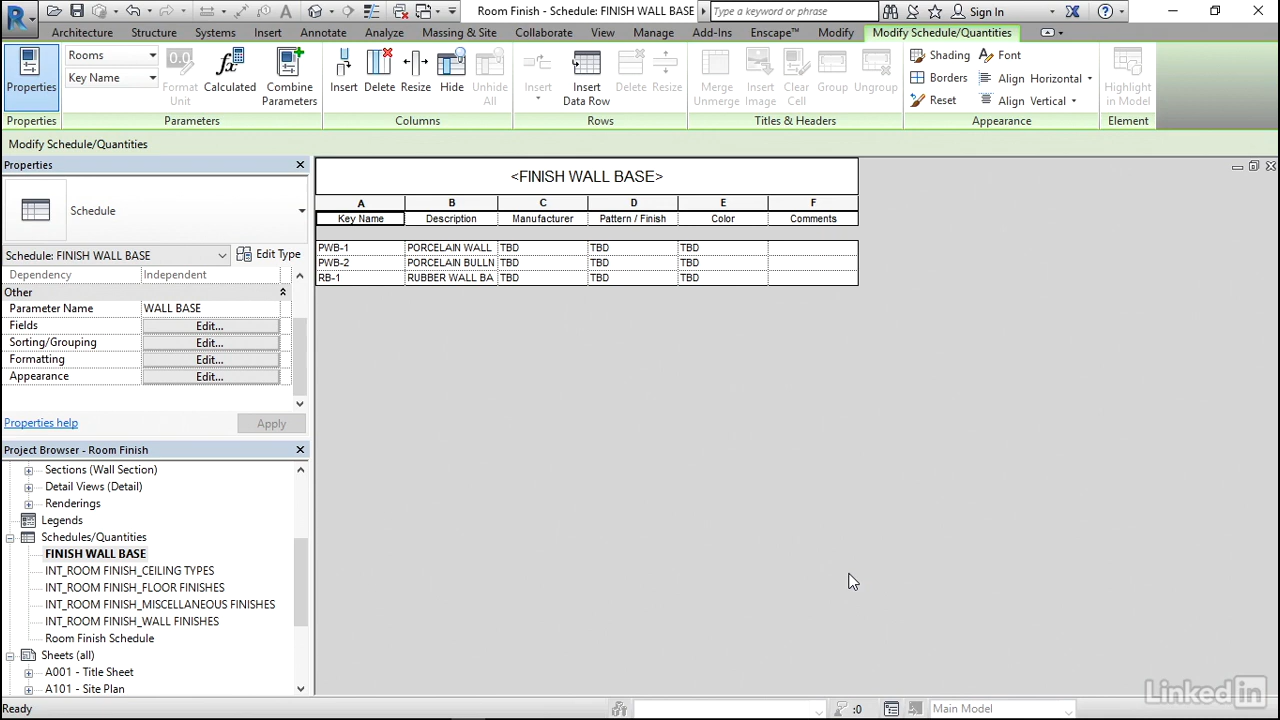 Room Finish - Schedule: FINISH WALL BASE
Type a keyword or phrase
Sign In
Architecture Structure Systems Insert Annotate Analyze Massing & Site Collaborate View Manage Add-Ins Enscape™ Modify Modify Schedule/Quantities
Properties
Rooms
Key Name
Format Unit
Calculated
Combine Parameters
Insert
Delete
Resize
Hide
Unhide All
Insert
Insert Data Row
Delete
Resize
Merge Unmerge
Insert Image
Clear Cell
Group
Ungroup
Shading
Borders
Reset
Font
Align Horizontal
Align Vertical
Highlight in Model
Properties Parameters Columns Rows Titles & Headers Appearance Element
Modify Schedule/Quantities
Properties
Schedule
Schedule: FINISH WALL BASE
Edit Type
Dependency Independent
Other
Parameter Name WALL BASE
Fields Edit...
Sorting/Grouping Edit...
Formatting Edit...
Appearance Edit...
Properties help
Apply
Project Browser - Room Finish
Sections (Wall Section)
Detail Views (Detail)
Renderings
Legends
Schedules/Quantities
FINISH WALL BASE
INT_ROOM FINISH_CEILING TYPES
INT_ROOM FINISH_FLOOR FINISHES
INT_ROOM FINISH_MISCELLANEOUS FINISHES
INT_ROOM FINISH_WALL FINISHES
Room Finish Schedule
Sheets (all)
A001 - Title Sheet
A101 - Site Plan
<FINISH WALL BASE>
A B C D E F
Key Name Description Manufacturer Pattern / Finish Color Comments
PWB-1 PORCELAIN WALL TBD TBD TBD
PWB-2 PORCELAIN BULLN TBD TBD TBD
RB-1 RUBBER WALL BA TBD TBD TBD
Ready
:0
Main Model
LinkedIn